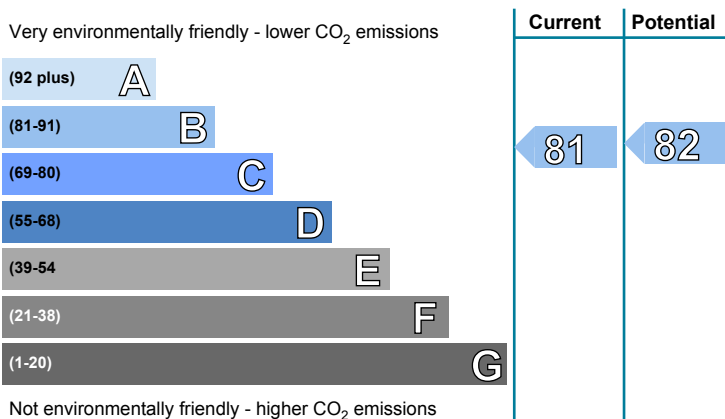 Current Potential
Very environmentally friendly - lower CO₂ emissions
(92 plus) A
(81-91) B
81 82
(69-80) C
(55-68) D
(39-54 E
(21-38) F
(1-20) G
Not environmentally friendly - higher CO₂ emissions